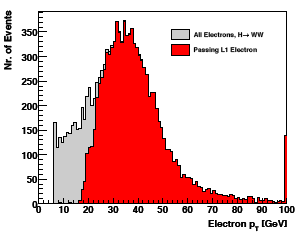 Nr. of Events
350
300
250
200
150
100
50
0
All Electrons, H→ WW
Passing L1 Electron
0 10 20 30 40 50 60 70 80 90 100
Electron p_T [GeV]